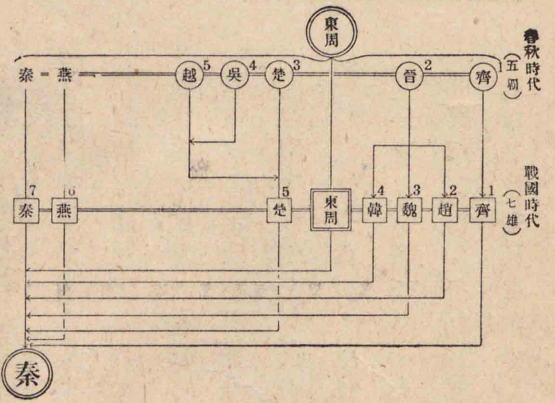 東周
春秋時代
(五霸)
1齊
2晉
3楚
4吳
5越
燕
秦
戰國時代
(七雄)
1齊
2趙
3魏
4韓
東周
5楚
6燕
7秦
秦